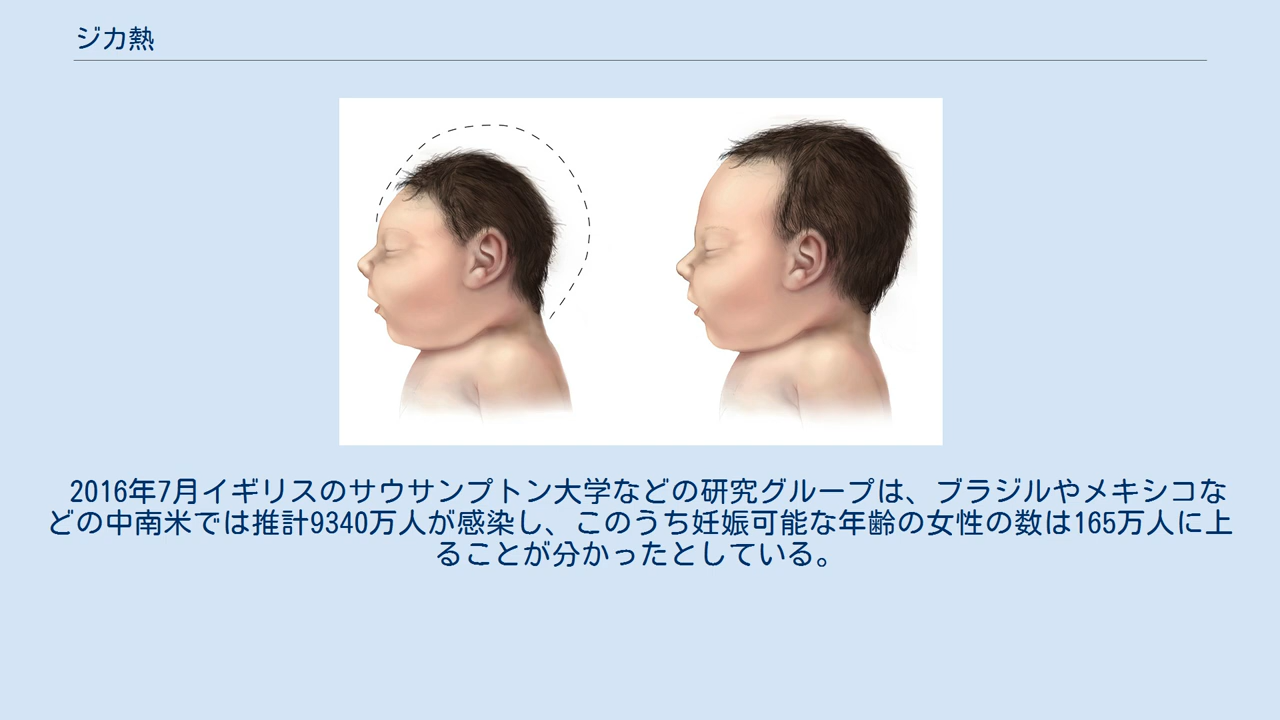 ジカ熱
2016年7月イギリスのサウサンプトン大学などの研究グループは、ブラジルやメキシコな
どの中南米では推計9340万人が感染し、このうち妊娠可能な年齢の女性の数は165万人に上
ることが分かったとしている。